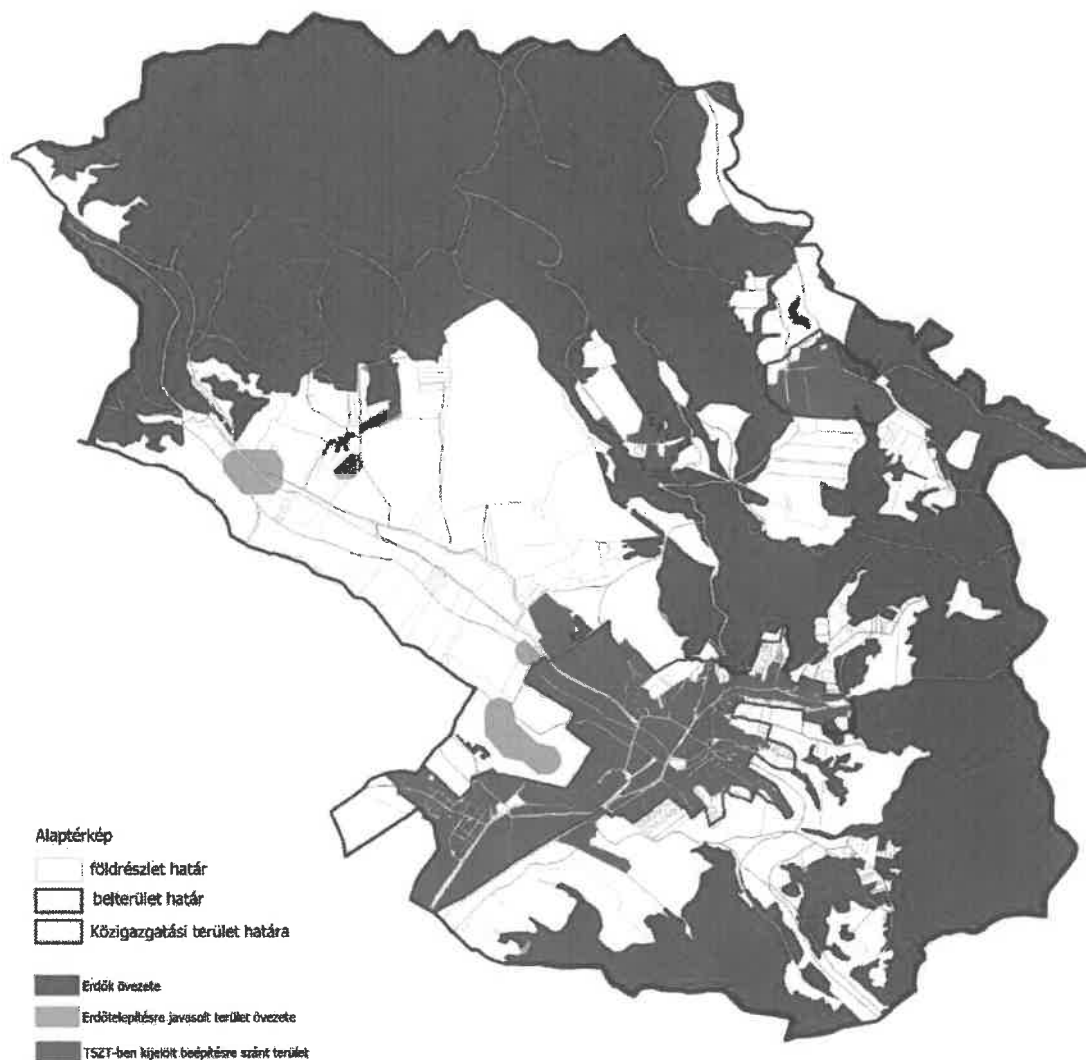 Alaptérkép
földrészlet határ
belterület határ
Közigazgatási terület határa
Erdők övezete
Erdőtelepítésre javasolt terület övezete
TSZT-ben kijelölt beépítésre szánt terület